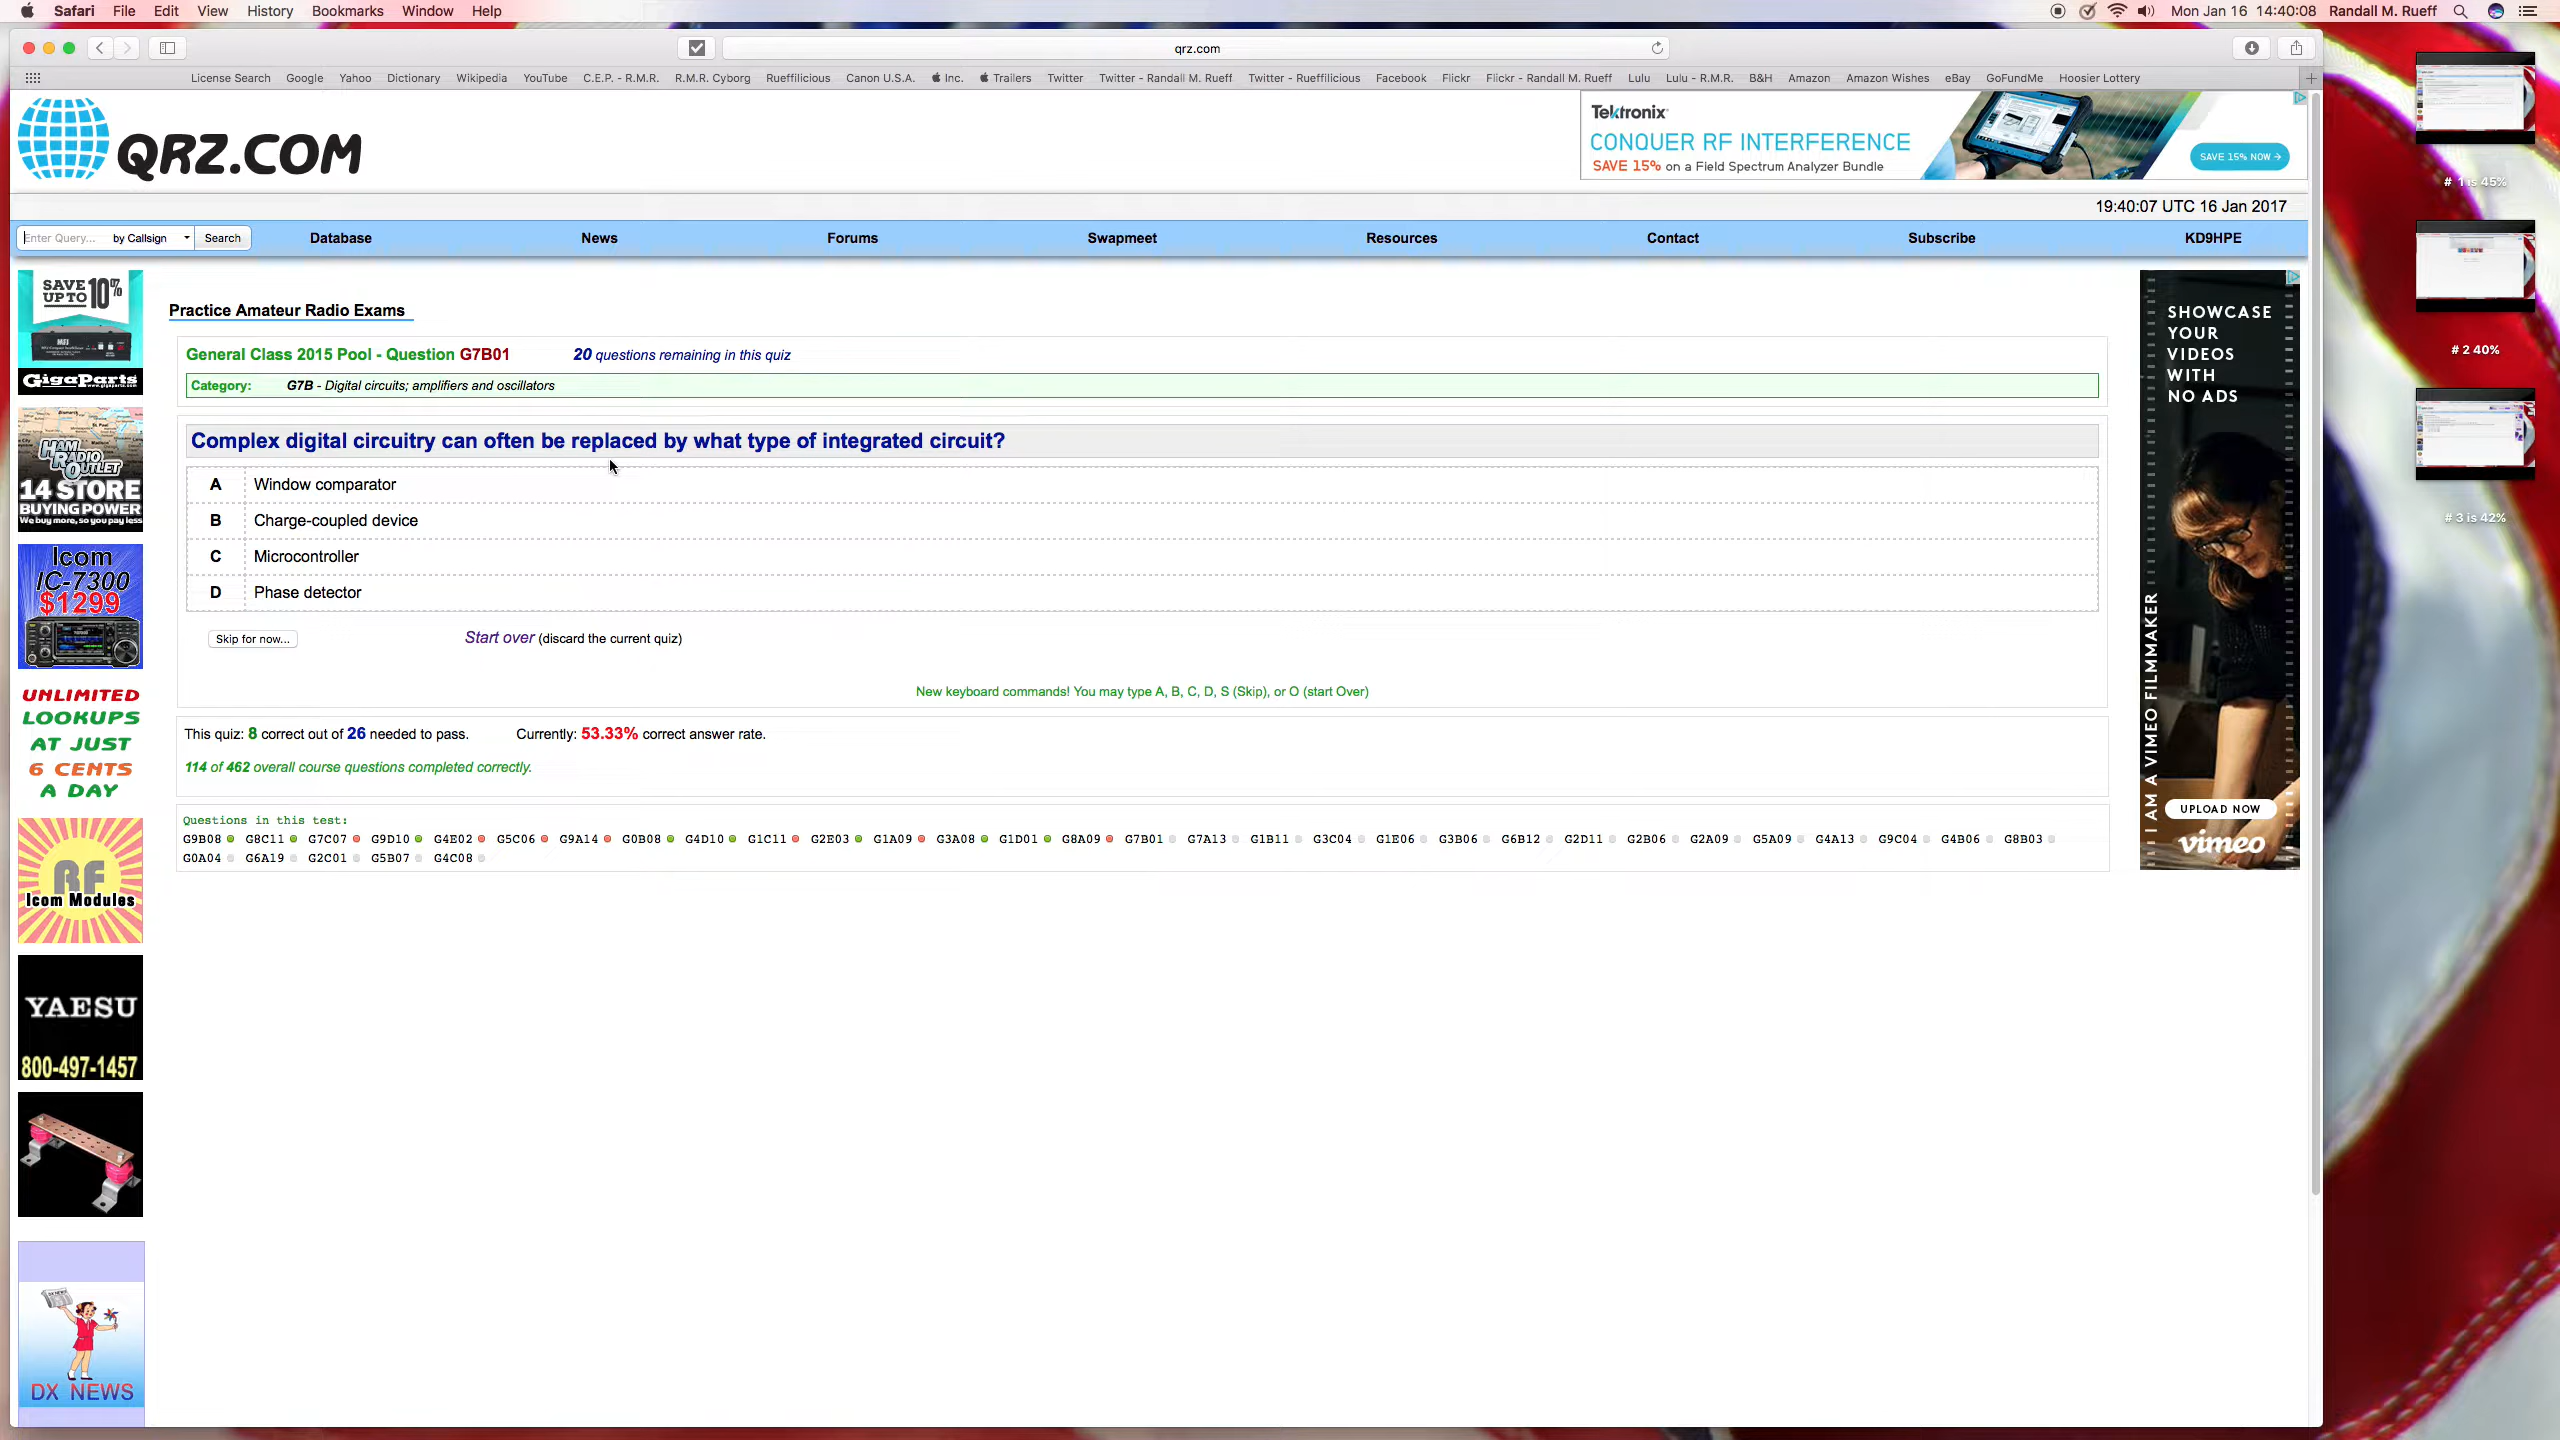 Safari File Edit View History Bookmarks Window Help
Mon Jan 16 14:40:08 Randall M. Rueff
qrz.com
License Search Google Yahoo Dictionary Wikipedia YouTube C.E.P. - R.M.R. R.M.R. Cyborg Rueffilicious Canon U.S.A. Inc. Trailers Twitter Twitter - Randall M. Rueff Twitter - Rueffilicious Facebook Flickr Flickr - Randall M. Rueff Lulu Lulu - R.M.R. B&H Amazon Amazon Wishes eBay GoFundMe Hoosier Lottery
QRZ.COM
Tektronix
CONQUER RF INTERFERENCE
SAVE 15% on a Field Spectrum Analyzer Bundle
SAVE 15% NOW
# 1 is 45%
# 2 40%
# 3 is 42%
19:40:07 UTC 16 Jan 2017
Enter Query... by Callsign Search Database News Forums Swapmeet Resources Contact Subscribe KD9HPE
SAVE
UP TO 10%
MFJ
GigaParts
HAM
RADIO
OUTLET
14 STORE
BUYING POWER
We buy more, so you pay less
Icom
IC-7300
$1299
UNLIMITED
LOOKUPS
AT JUST
6 CENTS
A DAY
RF
Icom Modules
YAESU
800-497-1457
DX NEWS
DX NEWS
Practice Amateur Radio Exams
General Class 2015 Pool - Question G7B01 20 questions remaining in this quiz
Category: G7B - Digital circuits; amplifiers and oscillators
Complex digital circuitry can often be replaced by what type of integrated circuit?
A Window comparator
B Charge-coupled device
C Microcontroller
D Phase detector
Skip for now... Start over (discard the current quiz)
New keyboard commands! You may type A, B, C, D, S (Skip), or O (start Over)
This quiz: 8 correct out of 26 needed to pass. Currently: 53.33% correct answer rate.
114 of 462 overall course questions completed correctly.
Questions in this test:
G9B08 G8C11 G7C07 G9D10 G4E02 G5C06 G9A14 G0B08 G4D10 G1C11 G2E03 G1A09 G3A08 G1D01 G8A09 G7B01 G7A13 G1B11 G3C04 G1E06 G3B06 G6B12 G2D11 G2B06 G2A09 G5A09 G4A13 G9C04 G4B06 G8B03
G0A04 G6A19 G2C01 G5B07 G4C08
SHOWCASE
YOUR
VIDEOS
WITH
NO ADS
I AM A VIMEO FILMMAKER
UPLOAD NOW
vimeo